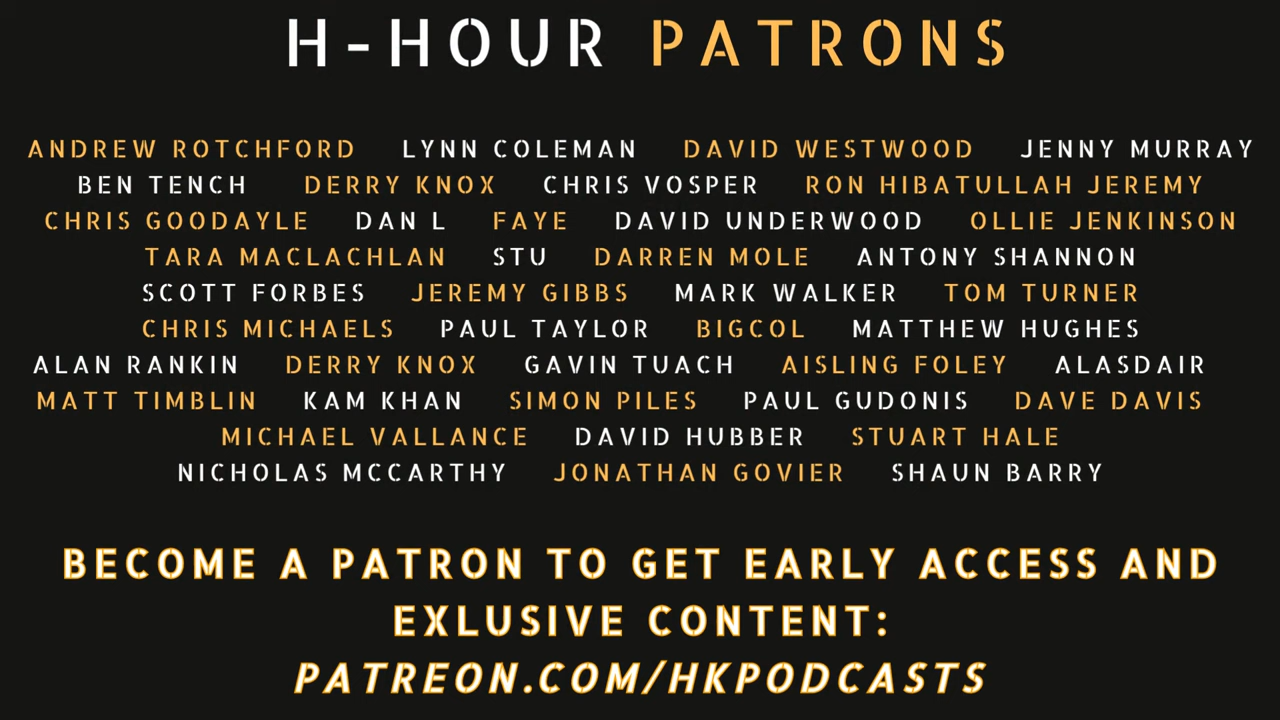 H-HOUR PATRONS
ANDREW ROTCHFORD LYNN COLEMAN DAVID WESTWOOD JENNY MURRAY
BEN TENCH DERRY KNOX CHRIS VOSPER RON HIBATULLAH JEREMY
CHRIS GOODAYLE DAN L FAYE DAVID UNDERWOOD OLLIE JENKINSON
TARA MACLACHLAN STU DARREN MOLE ANTONY SHANNON
SCOTT FORBES JEREMY GIBBS MARK WALKER TOM TURNER
CHRIS MICHAELS PAUL TAYLOR BIGCOL MATTHEW HUGHES
ALAN RANKIN DERRY KNOX GAVIN TUACH AISLING FOLEY ALASDAIR
MATT TIMBLIN KAM KHAN SIMON PILES PAUL GUDONIS DAVE DAVIS
MICHAEL VALLANCE DAVID HUBBER STUART HALE
NICHOLAS MCCARTHY JONATHAN GOVIER SHAUN BARRY
BECOME A PATRON TO GET EARLY ACCESS AND
EXLUSIVE CONTENT:
PATREON.COM/HKPODCASTS